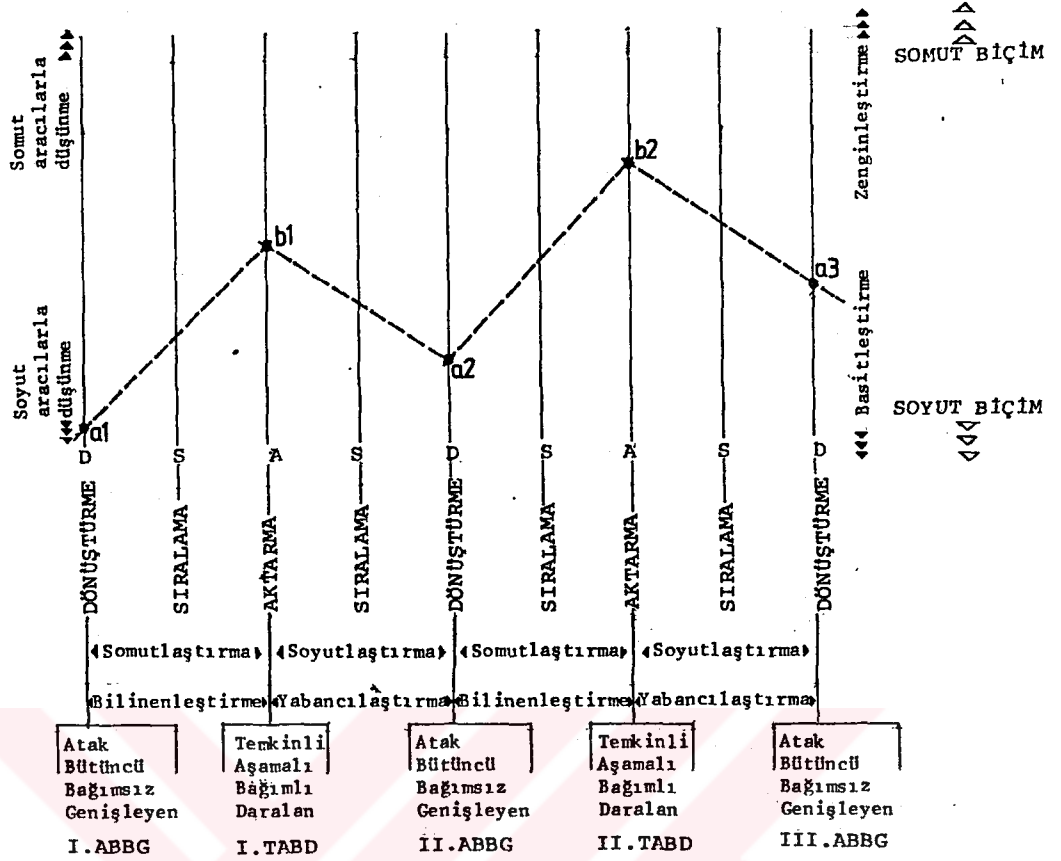 Somut
aracılarla
düşünme
Zenginleştirme
SOMUT BİÇİM
b2
b1
a3
a2
Soyut
aracılarla
düşünme
a1
Basitleştirme
SOYUT BİÇİM
D S A S D S A S D
DÖNÜŞTÜRME
SIRALAMA
AKTARMA
SIRALAMA
DÖNÜŞTÜRME
SIRALAMA
AKTARMA
SIRALAMA
DÖNÜŞTÜRME
Somutlaştırma Soyutlaştırma Somutlaştırma Soyutlaştırma
Bilinenleştirme Yabancılaştırma Bilinenleştirme Yabancılaştırma
Atak
Bütüncü
Bağımsız
Genişleyen
I.ABBG
Temkinli
Aşamalı
Bağımlı
Daralan
I.TABD
Atak
Bütüncü
Bağımsız
Genişleyen
II.ABBG
Temkinli
Aşamalı
Bağımlı
Daralan
II.TABD
Atak
Bütüncü
Bağımsız
Genişleyen
III.ABBG